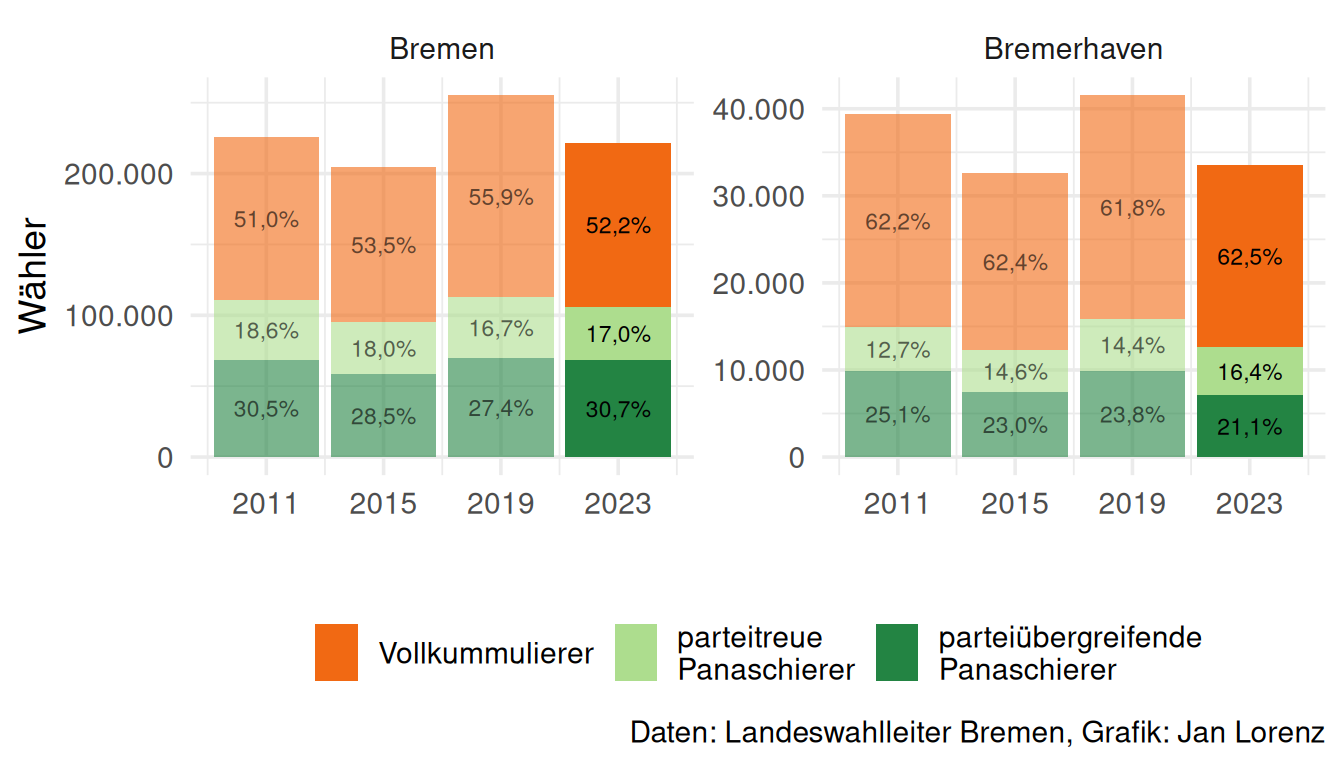 Bremen
Bremerhaven
Wähler
200.000
100.000
0
51,0%
18,6%
30,5%
53,5%
18,0%
28,5%
55,9%
16,7%
27,4%
52,2%
17,0%
30,7%
2011 2015 2019 2023
40.000
30.000
20.000
10.000
0
62,2%
12,7%
25,1%
62,4%
14,6%
23,0%
61,8%
14,4%
23,8%
62,5%
16,4%
21,1%
2011 2015 2019 2023
Vollkummulierer
parteitreue
Panaschierer
parteiübergreifende
Panaschierer
Daten: Landeswahlleiter Bremen, Grafik: Jan Lorenz